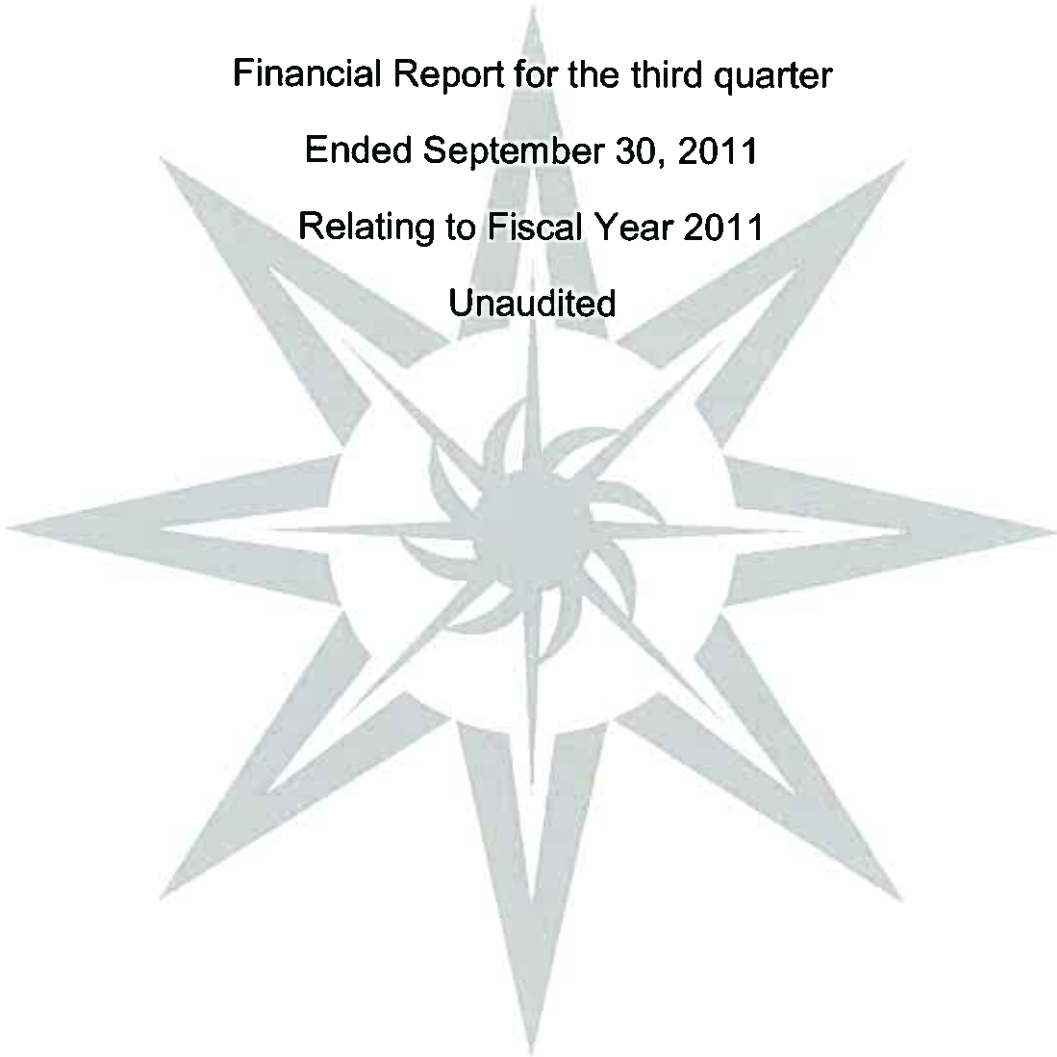 Financial Report for the third quarter
Ended September 30, 2011
Relating to Fiscal Year 2011
Unaudited